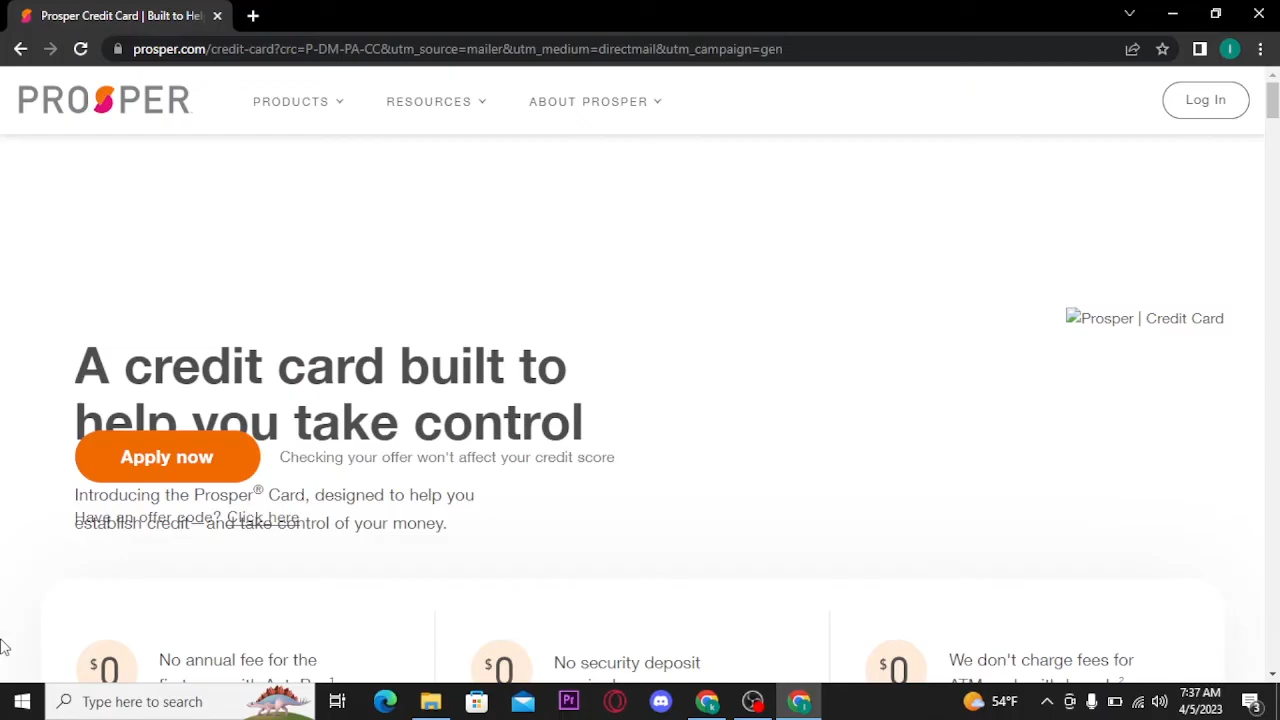 Prosper Credit Card | Built to Hel
prosper.com/credit-card?crc=P-DM-PA-CC&utm_source=mailer&utm_medium=directmail&utm_campaign=gen
I
PROSPER
PRODUCTS
RESOURCES
ABOUT PROSPER
Log In
Prosper | Credit Card
A credit card built to
help you take control
Apply now
Checking your offer won't affect your credit score
Introducing the Prosper® Card, designed to help you
Have an offer code? Click here
establish credit—and take control of your money.
$0
No annual fee for the
$0
No security deposit
$0
We don't charge fees for
Type here to search
Pr
54°F
7:37 AM
4/5/2023
3